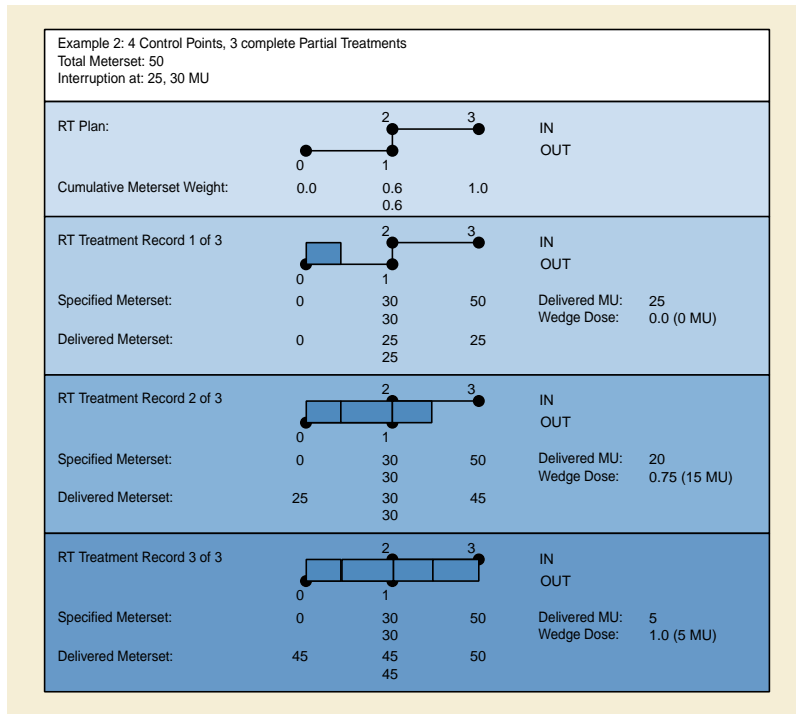 Example 2: 4 Control Points, 3 complete Partial Treatments
Total Meterset: 50
Interruption at: 25, 30 MU
RT Plan: 2 3 IN
OUT
0 1
Cumulative Meterset Weight: 0.0 0.6 1.0
0.6
RT Treatment Record 1 of 3 2 3 IN
OUT
0 1
Specified Meterset: 0 30 50 Delivered MU: 25
30 Wedge Dose: 0.0 (0 MU)
Delivered Meterset: 0 25 25
25
RT Treatment Record 2 of 3 2 3 IN
OUT
0 1
Specified Meterset: 0 30 50 Delivered MU: 20
30 Wedge Dose: 0.75 (15 MU)
Delivered Meterset: 25 30 45
30
RT Treatment Record 3 of 3 2 3 IN
OUT
0 1
Specified Meterset: 0 30 50 Delivered MU: 5
30 Wedge Dose: 1.0 (5 MU)
Delivered Meterset: 45 45 50
45